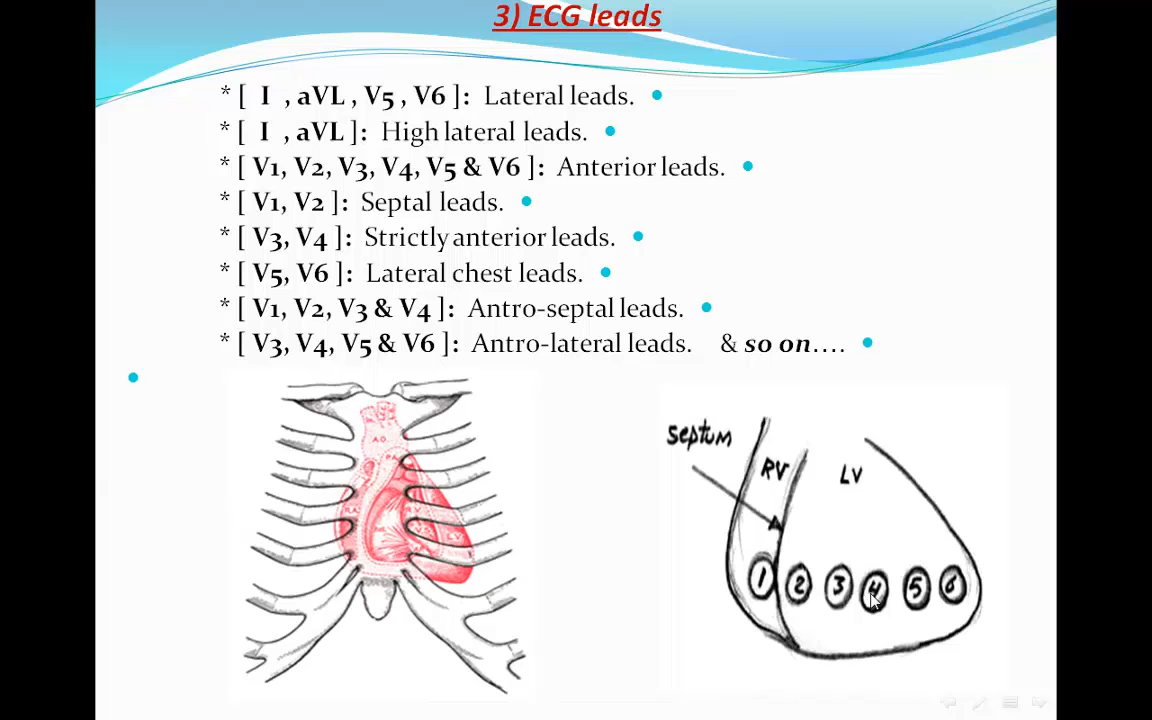 3) ECG leads
* [ I , aVL , V5 , V6 ]: Lateral leads. •
* [ I , aVL ]: High lateral leads. •
* [ V1, V2, V3, V4, V5 & V6 ]: Anterior leads. •
* [ V1, V2 ]: Septal leads. •
* [ V3, V4 ]: Strictly anterior leads. •
* [ V5, V6 ]: Lateral chest leads. •
* [ V1, V2, V3 & V4 ]: Antro-septal leads. •
* [ V3, V4, V5 & V6 ]: Antro-lateral leads. & so on.... •
•
AO
P.A.
R.A.
R.V.
L.V.
Septum
RV
LV
1 2 3 4 5 6